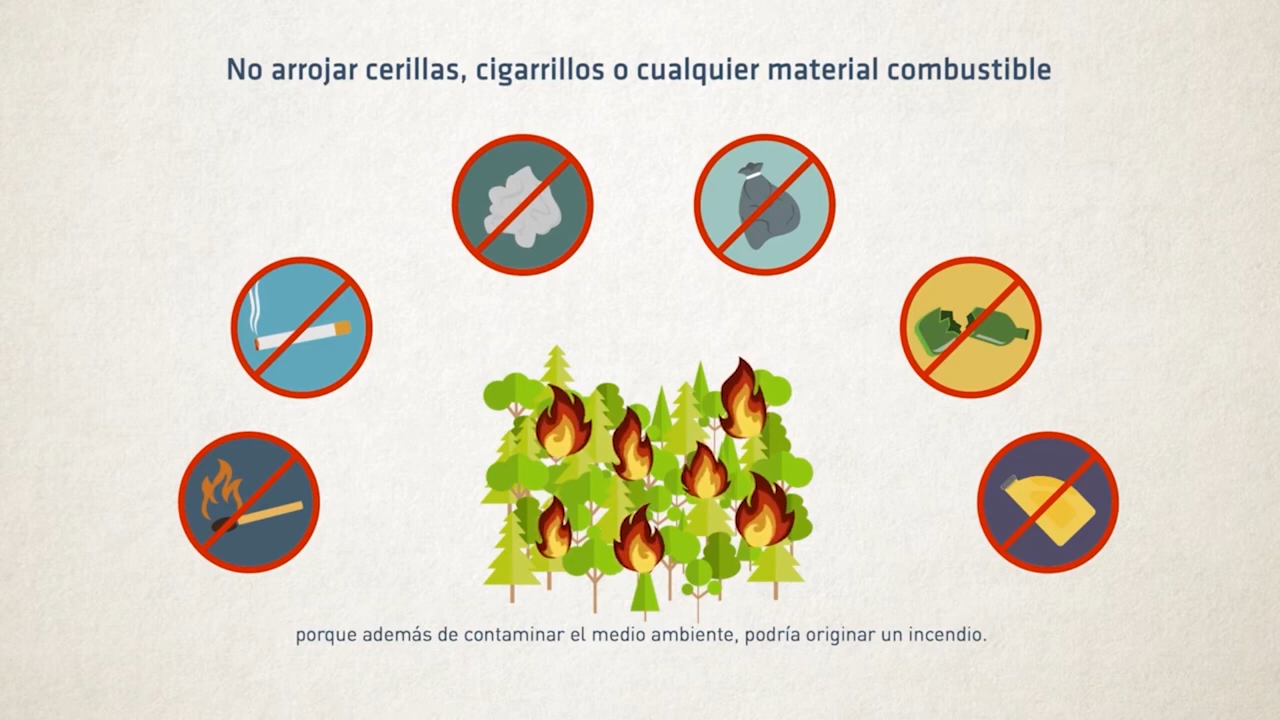 No arrojar cerillas, cigarrillos o cualquier material combustible
porque además de contaminar el medio ambiente, podría originar un incendio.